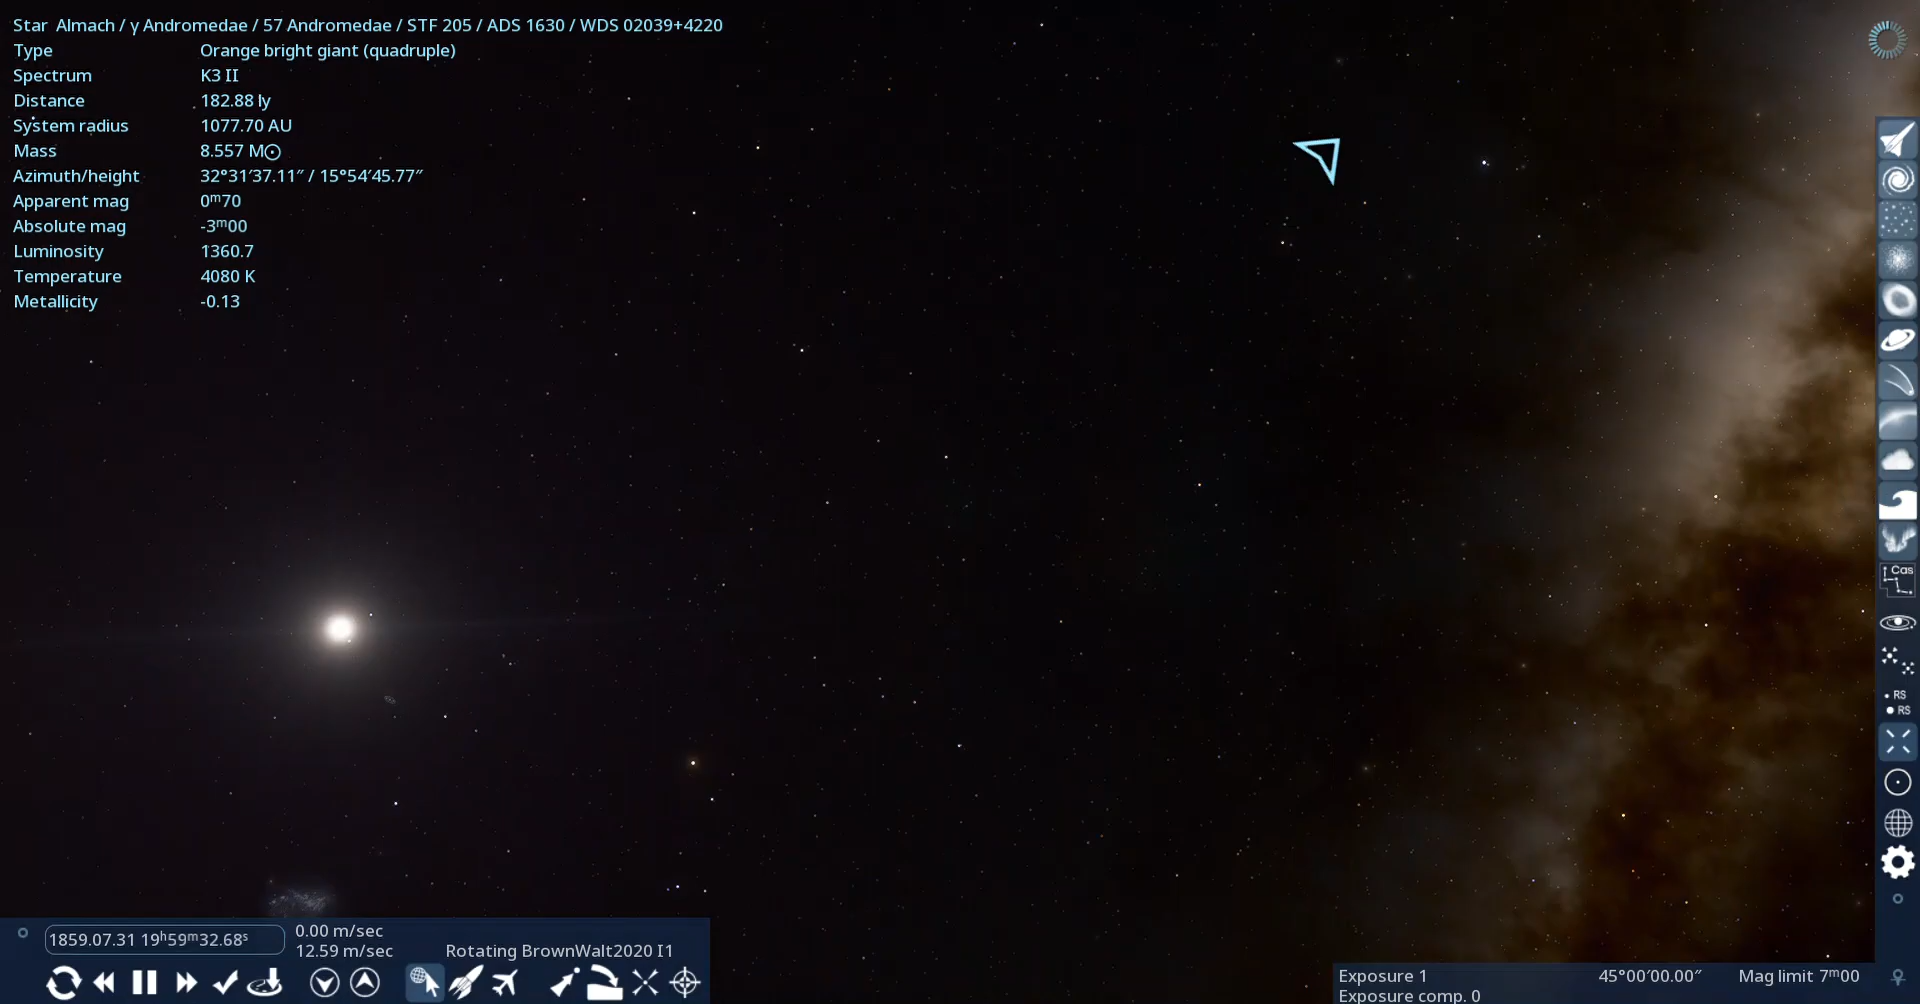 Star Almach / γ Andromedae / 57 Andromedae / STF 205 / ADS 1630 / WDS 02039+4220
Type Orange bright giant (quadruple)
Spectrum K3 II
Distance 182.88 ly
System radius 1077.70 AU
Mass 8.557 M☉
Azimuth/height 32°31′37.11″ / 15°54′45.77″
Apparent mag 0ᵐ70
Absolute mag -3ᵐ00
Luminosity 1360.7
Temperature 4080 K
Metallicity -0.13
Cas
RS
RS
1859.07.31 19ʰ59ᵐ32.68ˢ
0.00 m/sec
12.59 m/sec
Rotating BrownWalt2020 I1
Exposure 1 45°00′00.00″ Mag limit 7ᵐ00
Exposure comp. 0